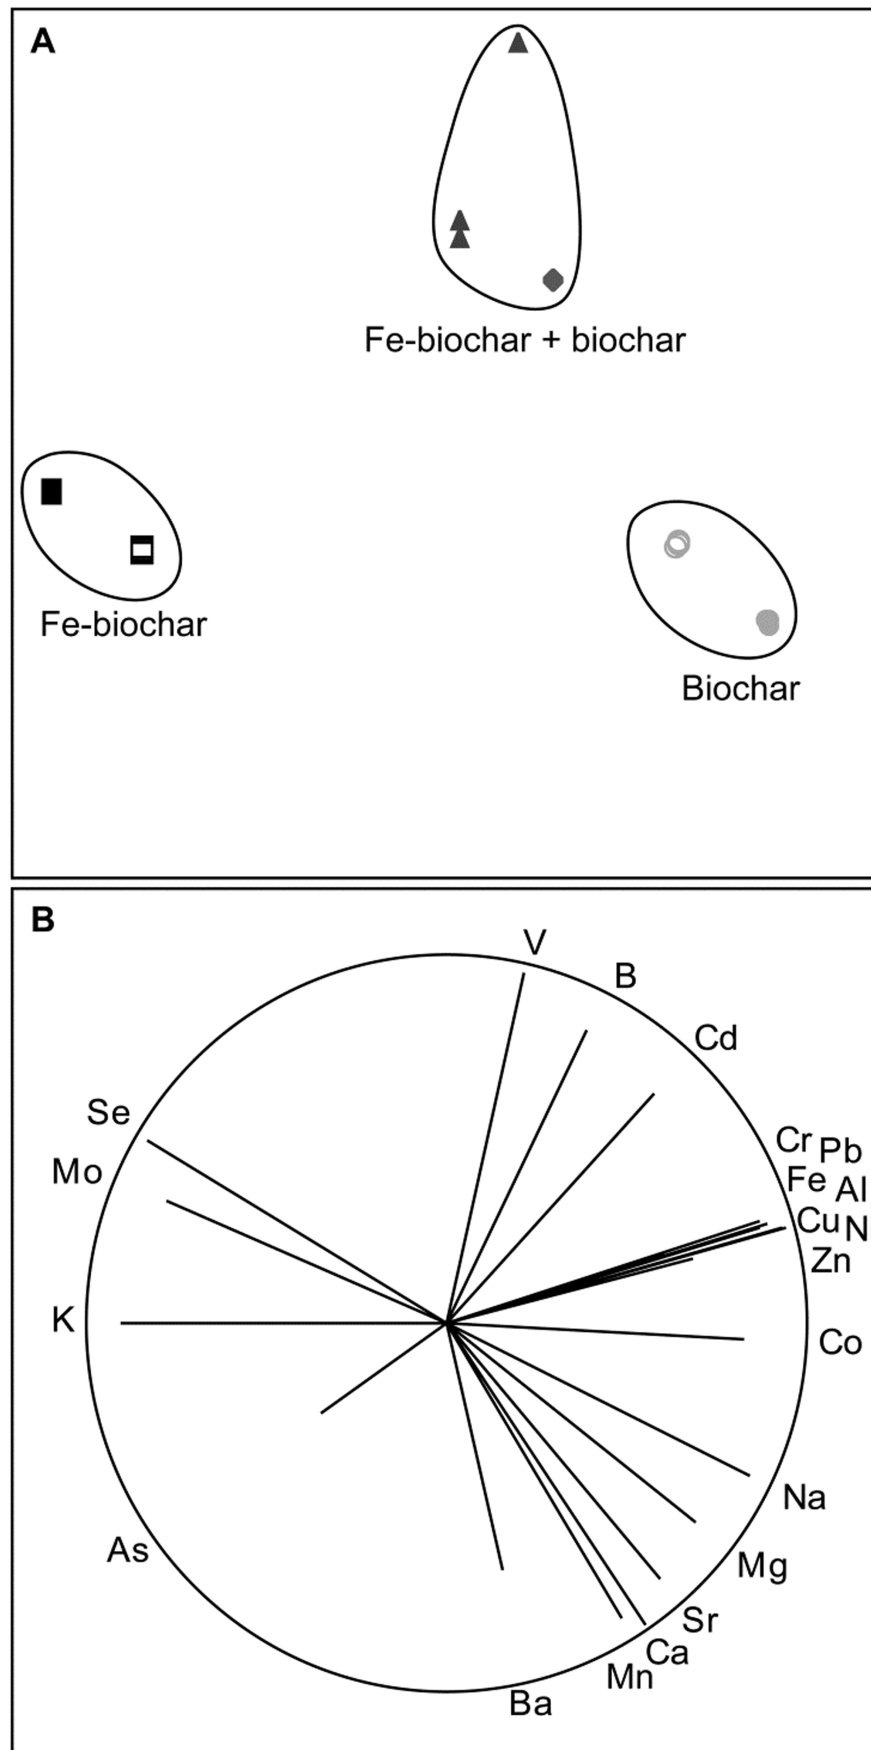 A
Fe-biochar + biochar
Fe-biochar
Biochar
B
V
B
Cd
Se
Cr Pb
Mo
Fe Al
Cu N
Zn
K
Co
Na
As
Mg
Sr
Ca
Mn
Ba